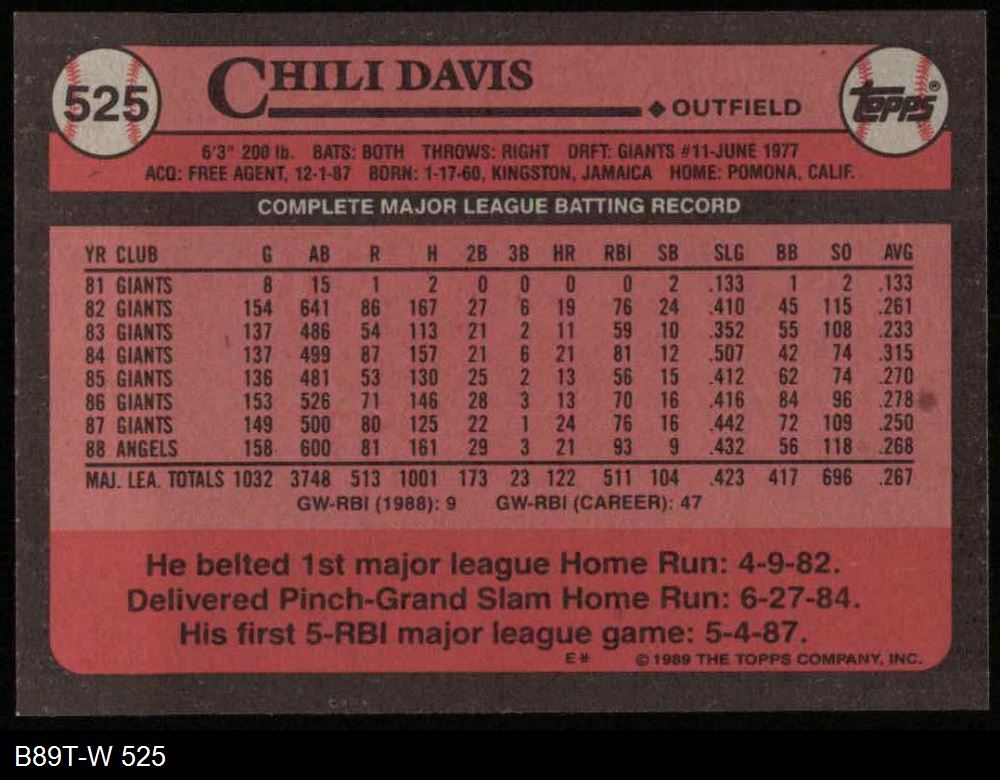 525
CHILI DAVIS
◆ OUTFIELD
TOPPS®
6'3" 200 lb. BATS: BOTH THROWS: RIGHT DRFT: GIANTS #11-JUNE 1977
ACQ: FREE AGENT, 12-1-87 BORN: 1-17-60, KINGSTON, JAMAICA HOME: POMONA, CALIF.
COMPLETE MAJOR LEAGUE BATTING RECORD
YR CLUB G AB R H 2B 3B HR RBI SB SLG BB SO AVG
81 GIANTS 8 15 1 2 0 0 0 0 2 .133 1 2 .133
82 GIANTS 154 641 86 167 27 6 19 76 24 .410 45 115 .261
83 GIANTS 137 486 54 113 21 2 11 59 10 .352 55 108 .233
84 GIANTS 137 499 87 157 21 6 21 81 12 .507 42 74 .315
85 GIANTS 136 481 53 130 25 2 13 56 15 .412 62 74 .270
86 GIANTS 153 526 71 146 28 3 13 70 16 .416 84 96 .278
87 GIANTS 149 500 80 125 22 1 24 76 16 .442 72 109 .250
88 ANGELS 158 600 81 161 29 3 21 93 9 .432 56 118 .268
MAJ. LEA. TOTALS 1032 3748 513 1001 173 23 122 511 104 .423 417 696 .267
GW-RBI (1988): 9 GW-RBI (CAREER): 47
He belted 1st major league Home Run: 4-9-82.
Delivered Pinch-Grand Slam Home Run: 6-27-84.
His first 5-RBI major league game: 5-4-87.
E* ©1989 THE TOPPS COMPANY, INC.
B89T-W 525